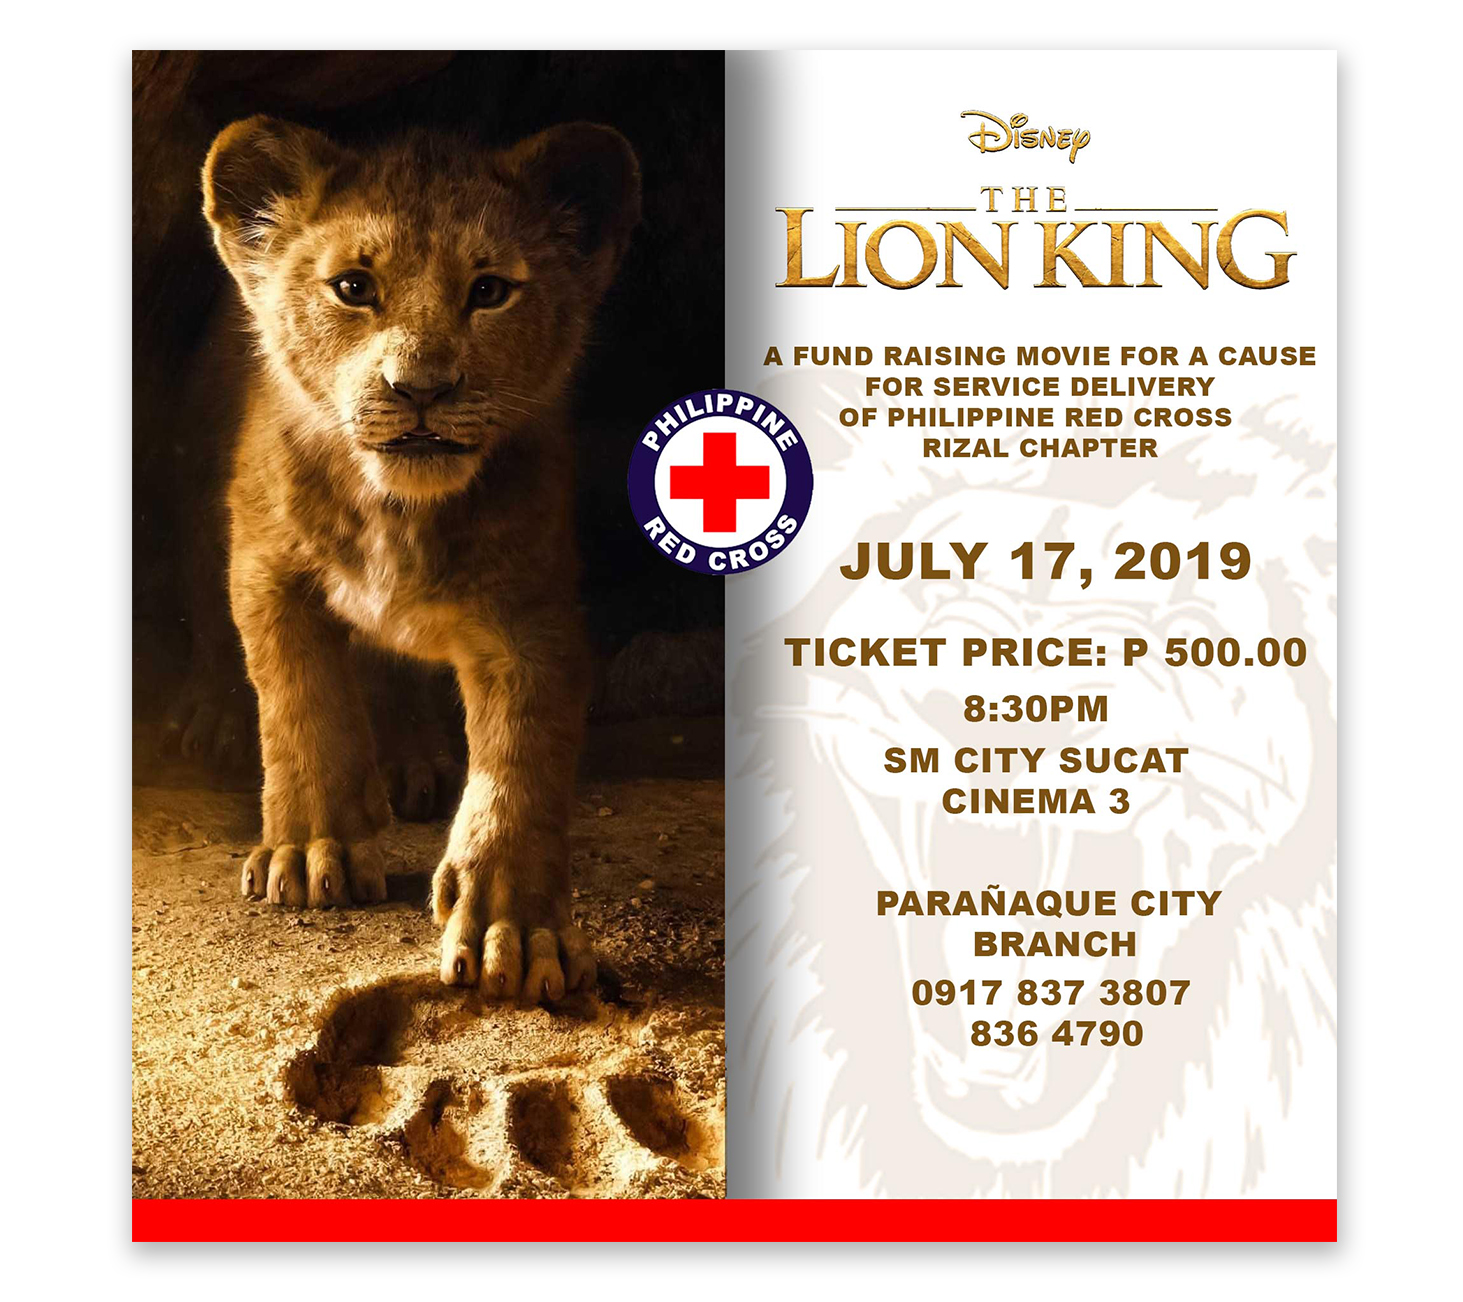 Disney
THE
LION KING
A FUND RAISING MOVIE FOR A CAUSE
FOR SERVICE DELIVERY
OF PHILIPPINE RED CROSS
RIZAL CHAPTER
PHILIPPINE
RED CROSS
JULY 17, 2019
TICKET PRICE: P 500.00
8:30PM
SM CITY SUCAT
CINEMA 3
PARAÑAQUE CITY
BRANCH
0917 837 3807
836 4790